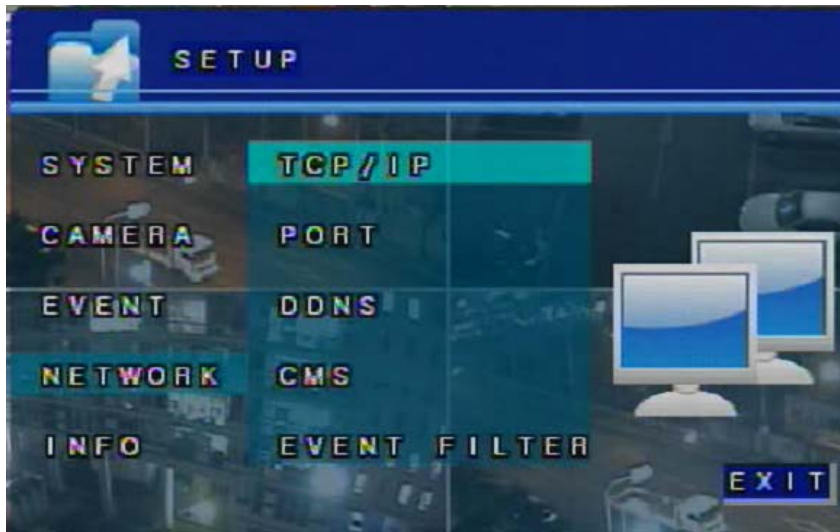 SETUP
SYSTEM
TCP/IP
CAMERA
PORT
EVENT
DDNS
NETWORK
CMS
INFO
EVENT FILTER
EXIT